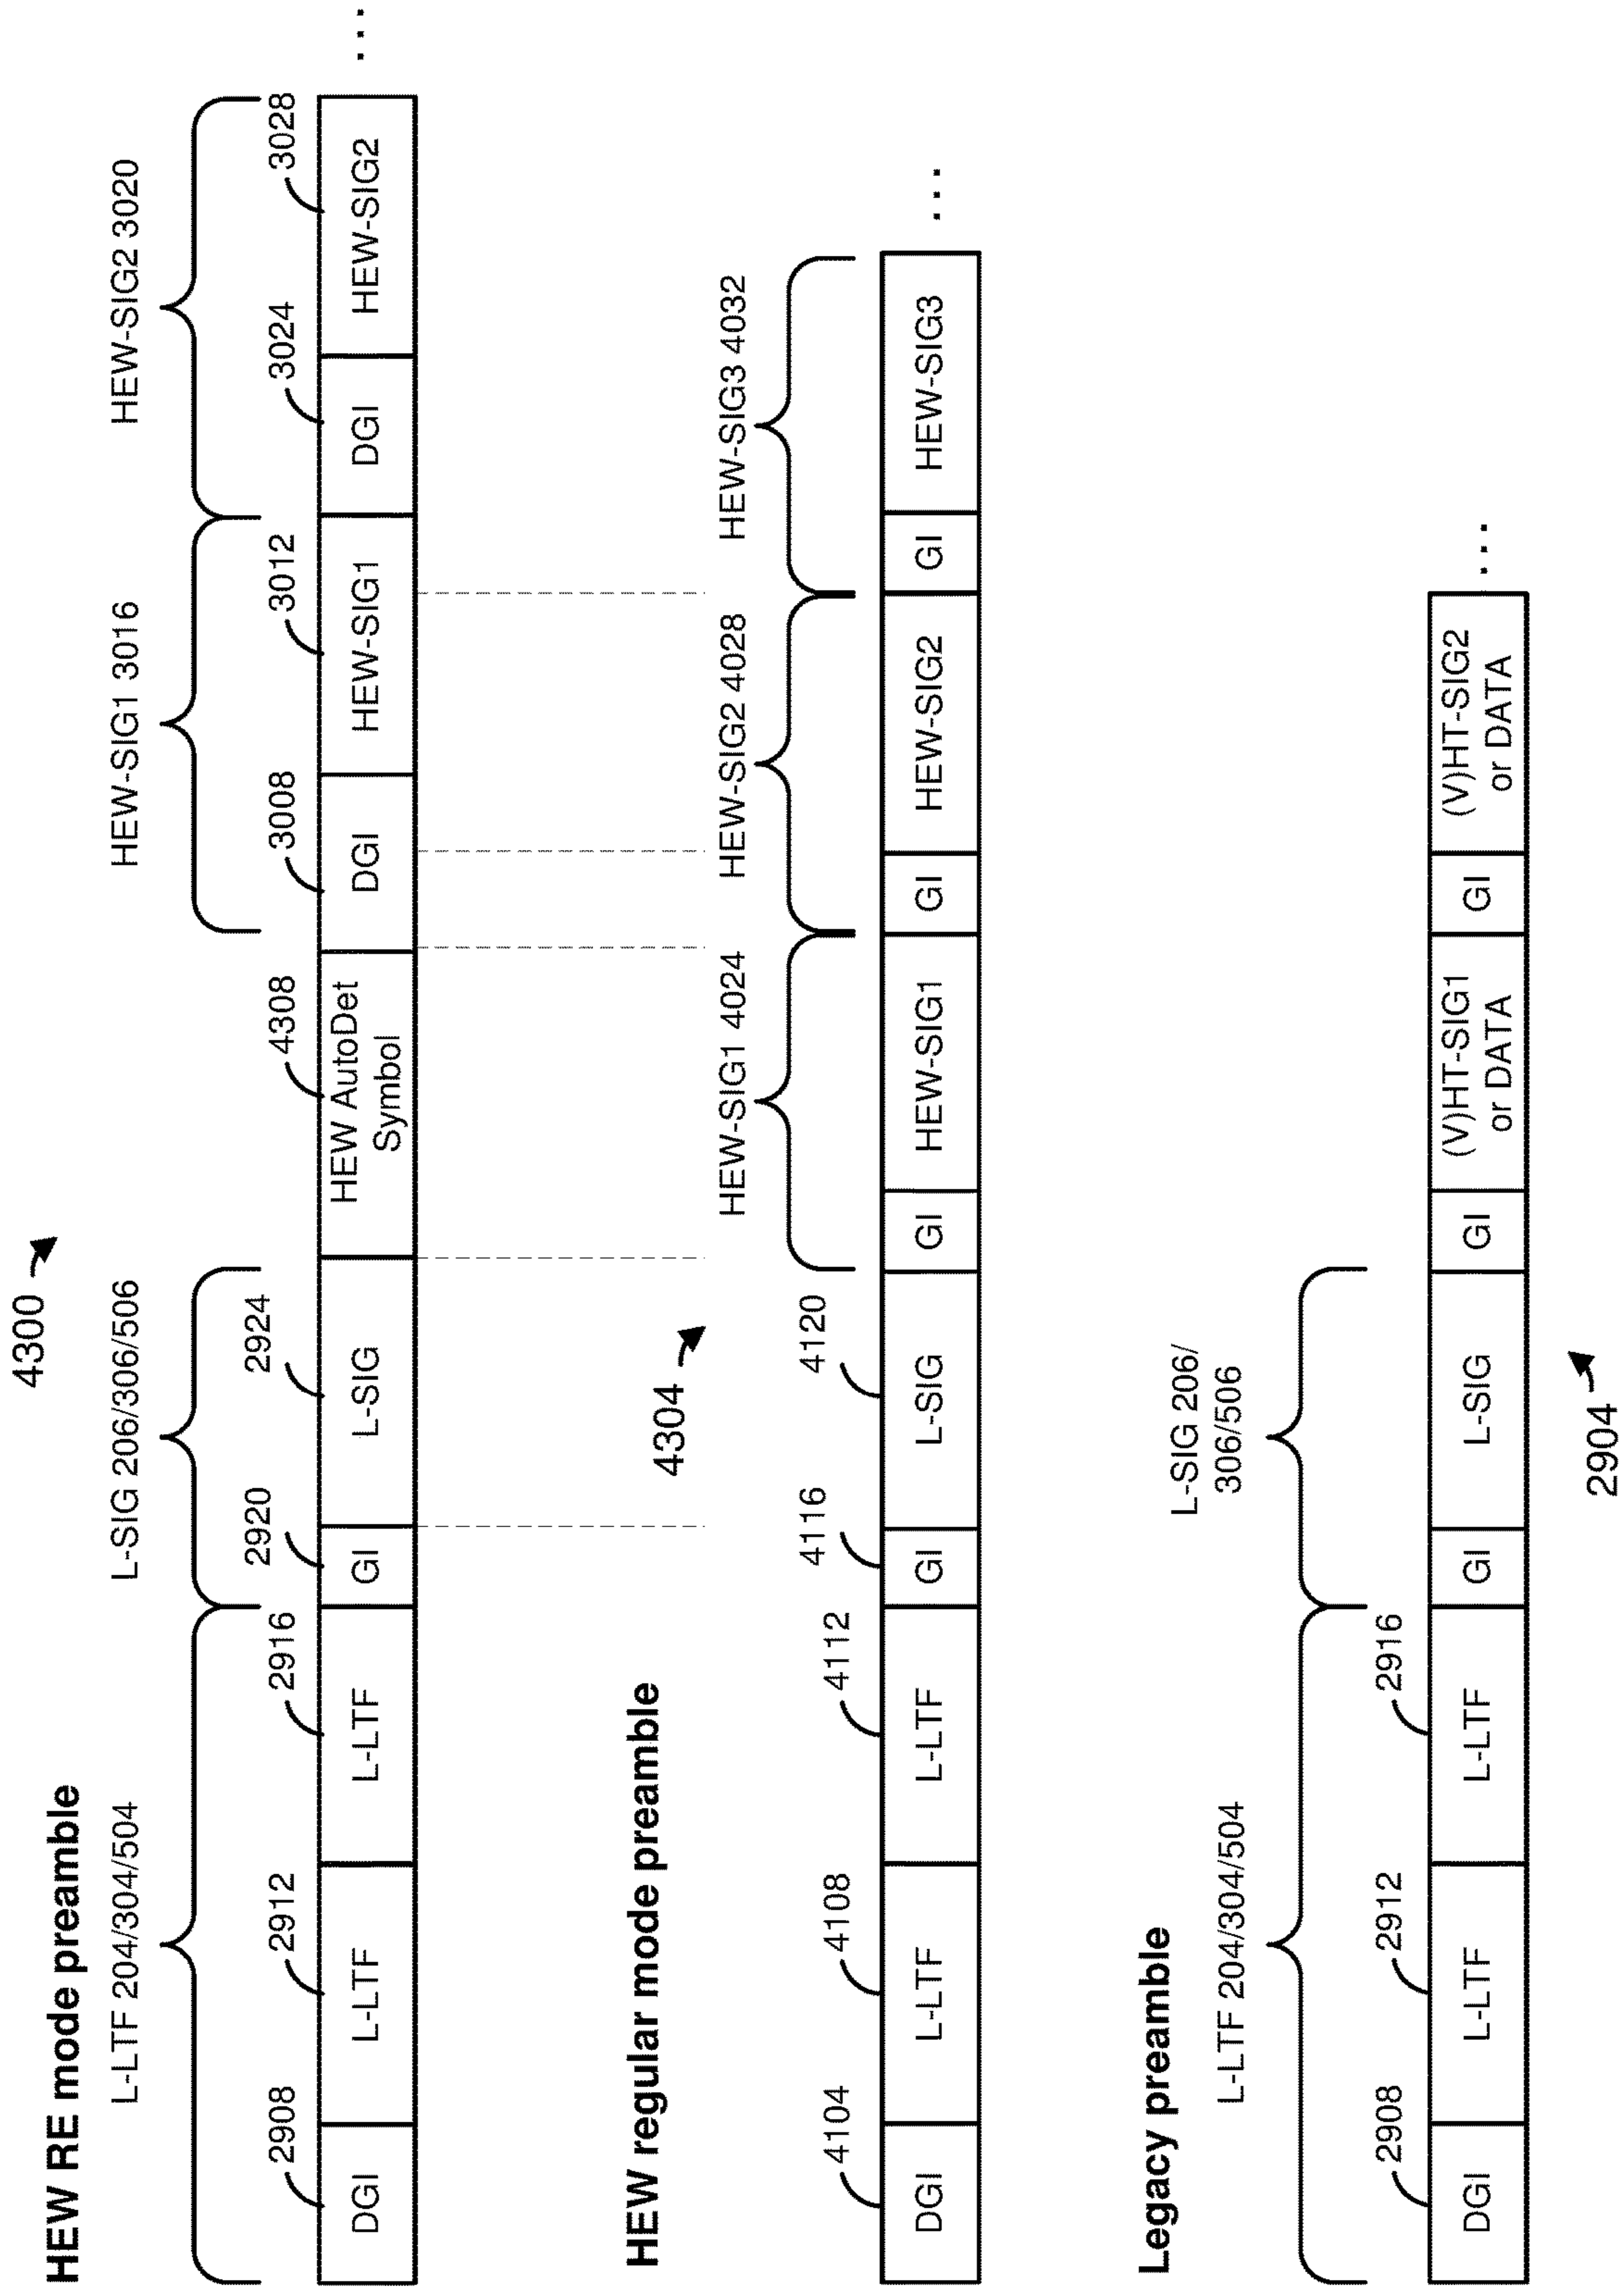 4300
HEW RE mode preamble
L-LTF 204/304/504
L-SIG 206/306/506
HEW-SIG1 3016
HEW-SIG2 3020
2908
2912
2916
2920
2924
4308
3008
3012
3024
3028
DGI
L-LTF
L-LTF
GI
L-SIG
HEW AutoDet
Symbol
DGI
HEW-SIG1
DGI
HEW-SIG2
...
HEW regular mode preamble
4304
HEW-SIG1 4024
HEW-SIG2 4028
HEW-SIG3 4032
4104
4108
4112
4116
4120
DGI
L-LTF
L-LTF
GI
L-SIG
GI
HEW-SIG1
GI
HEW-SIG2
GI
HEW-SIG3
...
Legacy preamble
L-LTF 204/304/504
L-SIG 206/
306/506
2908
2912
2916
DGI
L-LTF
L-LTF
GI
L-SIG
GI
(V)HT-SIG1
or DATA
GI
(V)HT-SIG2
or DATA
...
2904